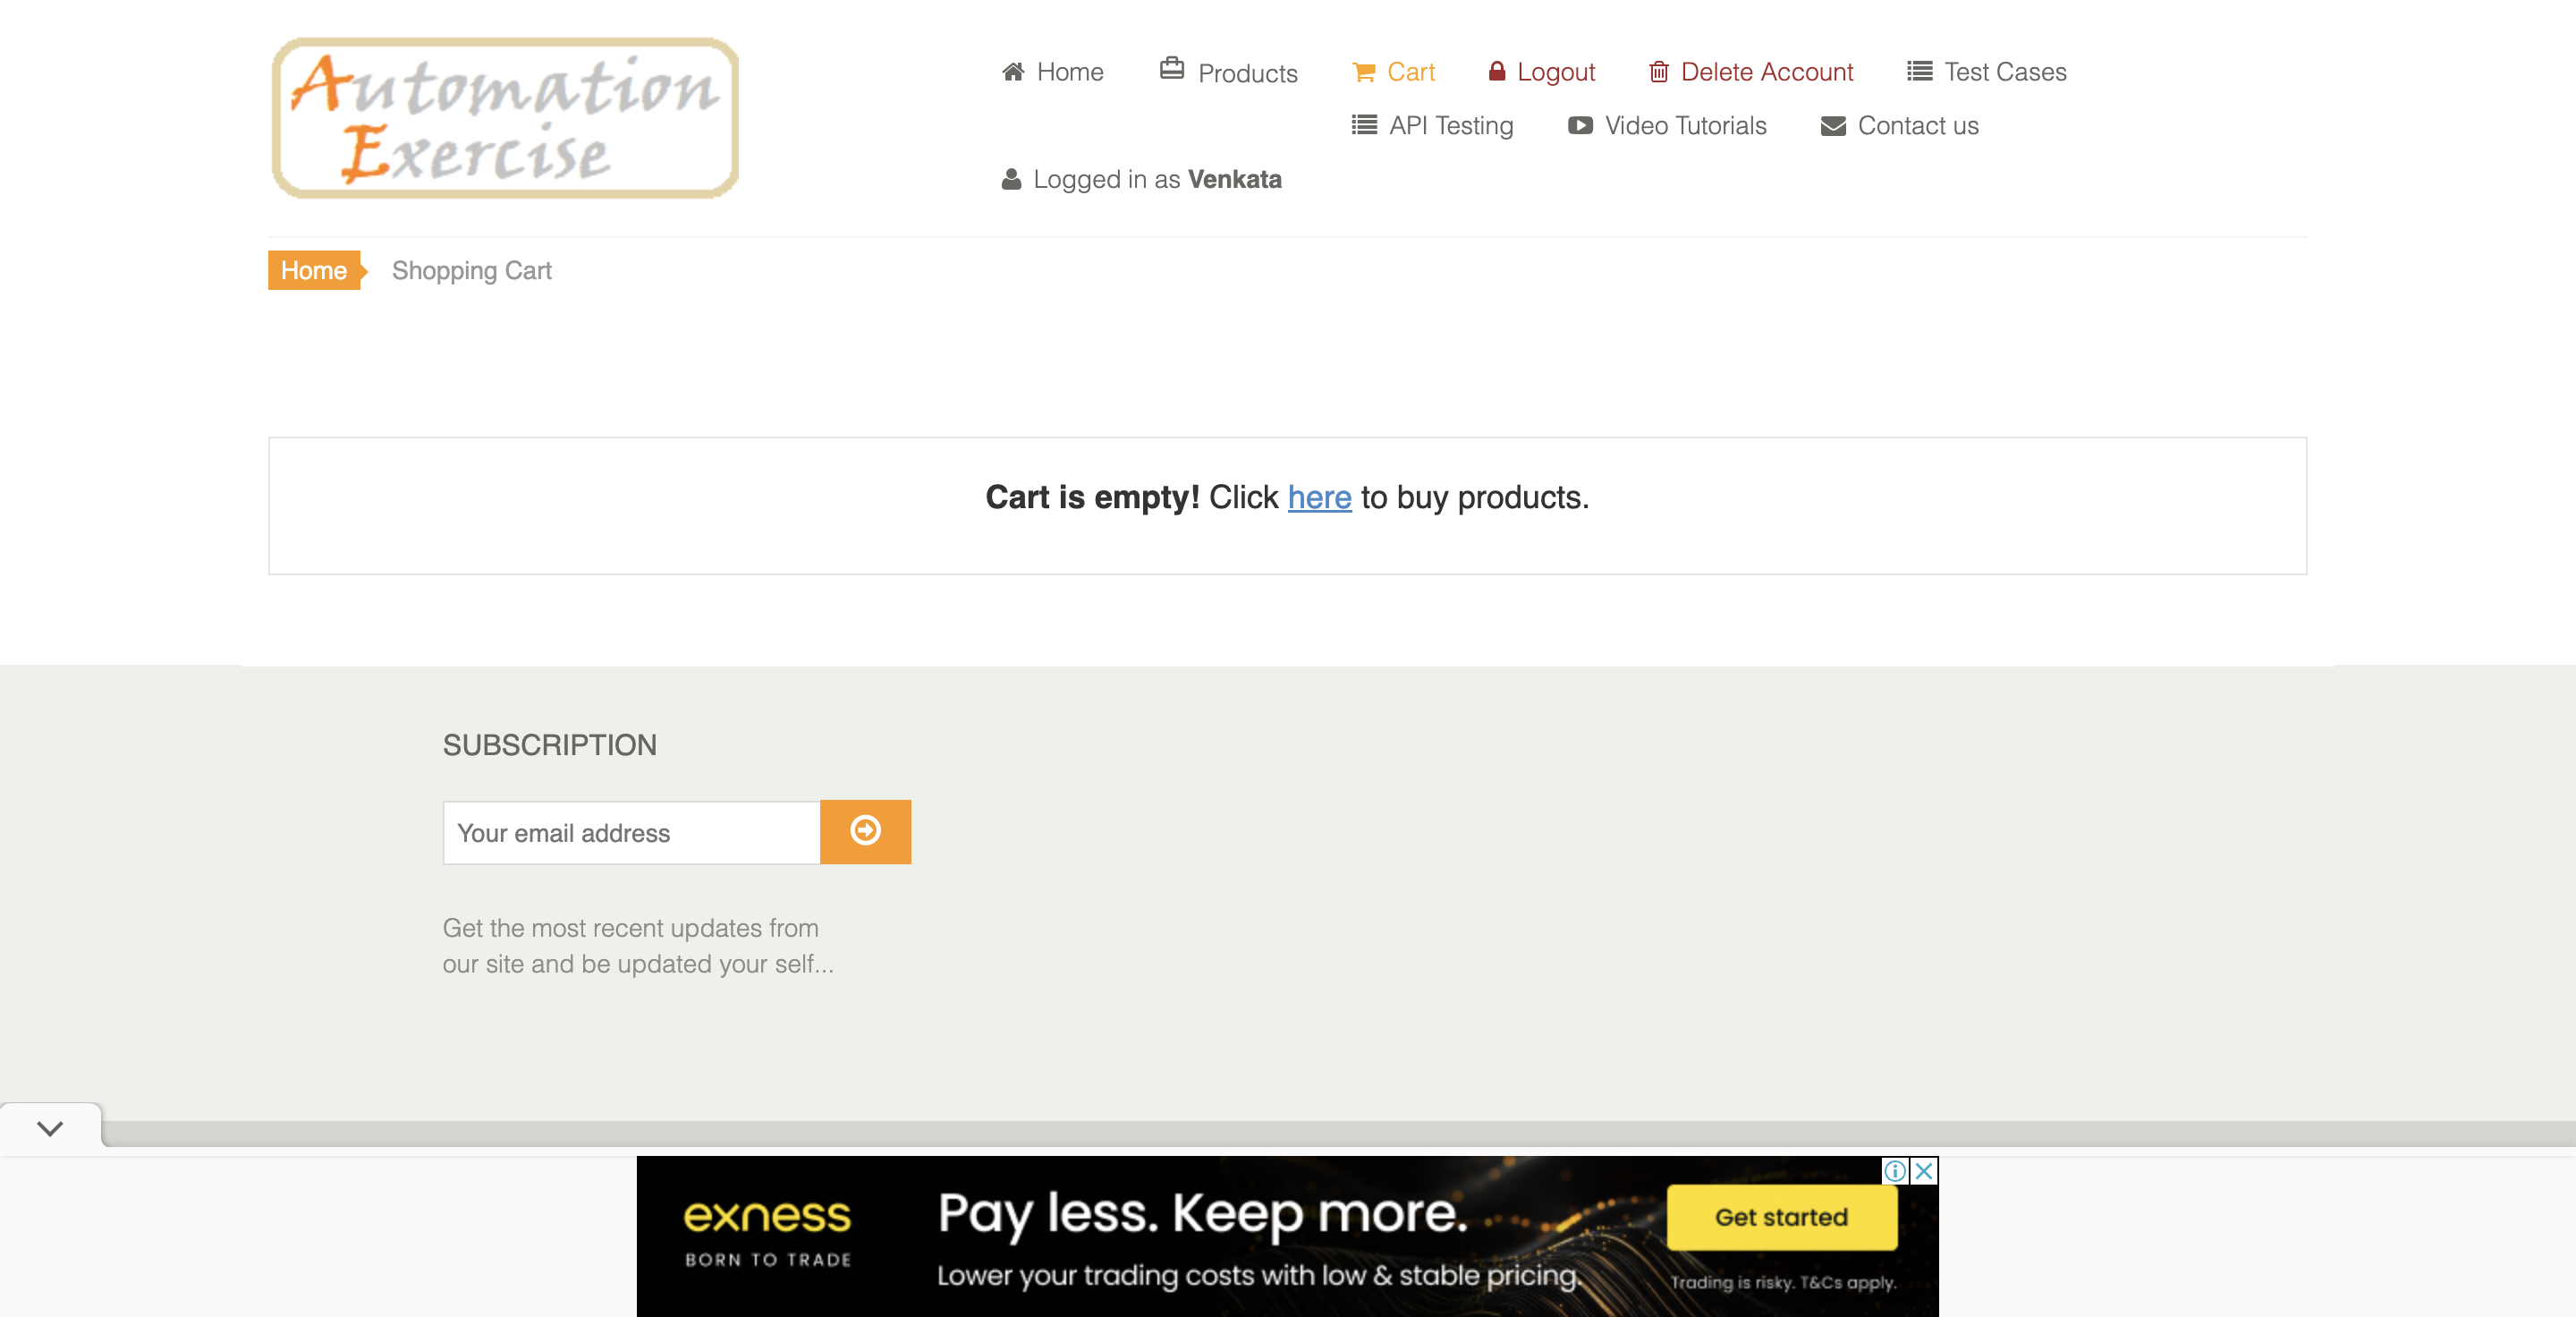 Automation
Exercise
Home Products Cart Logout Delete Account Test Cases
API Testing Video Tutorials Contact us
Logged in as Venkata
Home Shopping Cart
Cart is empty! Click here to buy products.
SUBSCRIPTION
Your email address
Get the most recent updates from
our site and be updated your self...
exness
BORN TO TRADE
Pay less. Keep more.
Lower your trading costs with low & stable pricing.
Get started
Trading is risky. T&Cs apply.